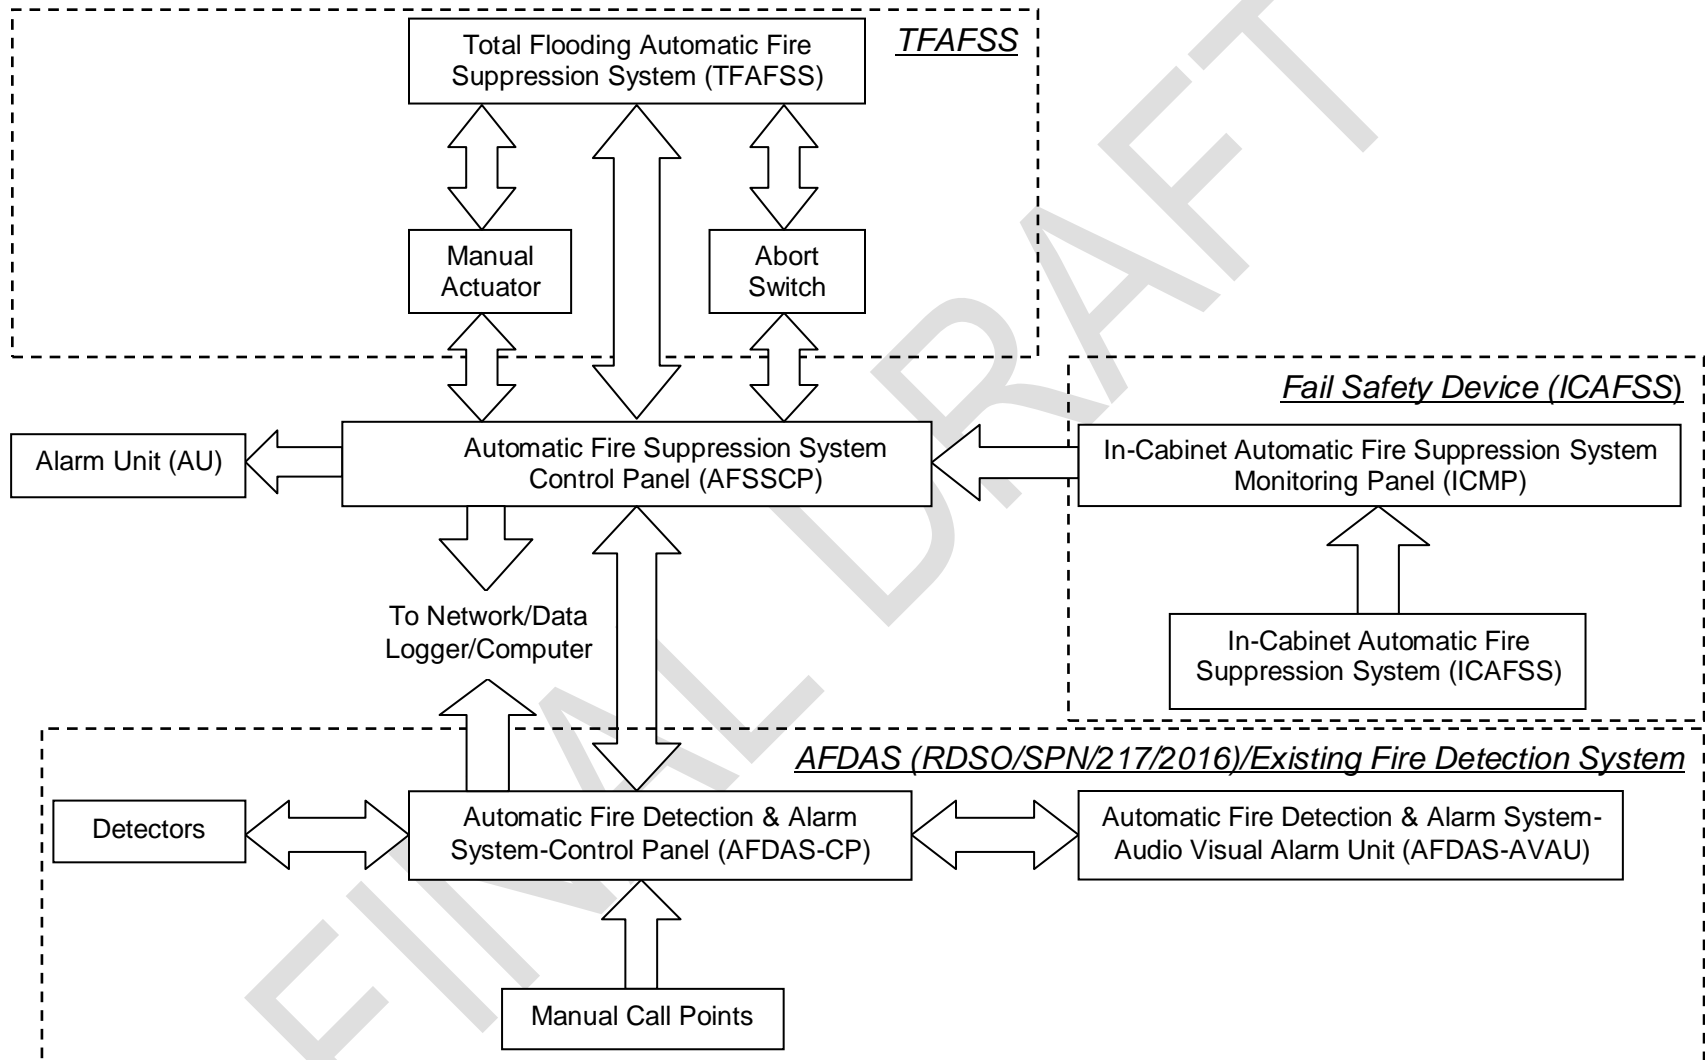 Total Flooding Automatic Fire
Suppression System (TFAFSS)
TFAFSS
Manual
Actuator
Abort
Switch
Fail Safety Device (ICAFSS)
Alarm Unit (AU)
Automatic Fire Suppression System
Control Panel (AFSSCP)
In-Cabinet Automatic Fire Suppression System
Monitoring Panel (ICMP)
To Network/Data
Logger/Computer
In-Cabinet Automatic Fire
Suppression System (ICAFSS)
AFDAS (RDSO/SPN/217/2016)/Existing Fire Detection System
Detectors
Automatic Fire Detection & Alarm
System-Control Panel (AFDAS-CP)
Automatic Fire Detection & Alarm System-
Audio Visual Alarm Unit (AFDAS-AVAU)
Manual Call Points
FINAL DRAFT